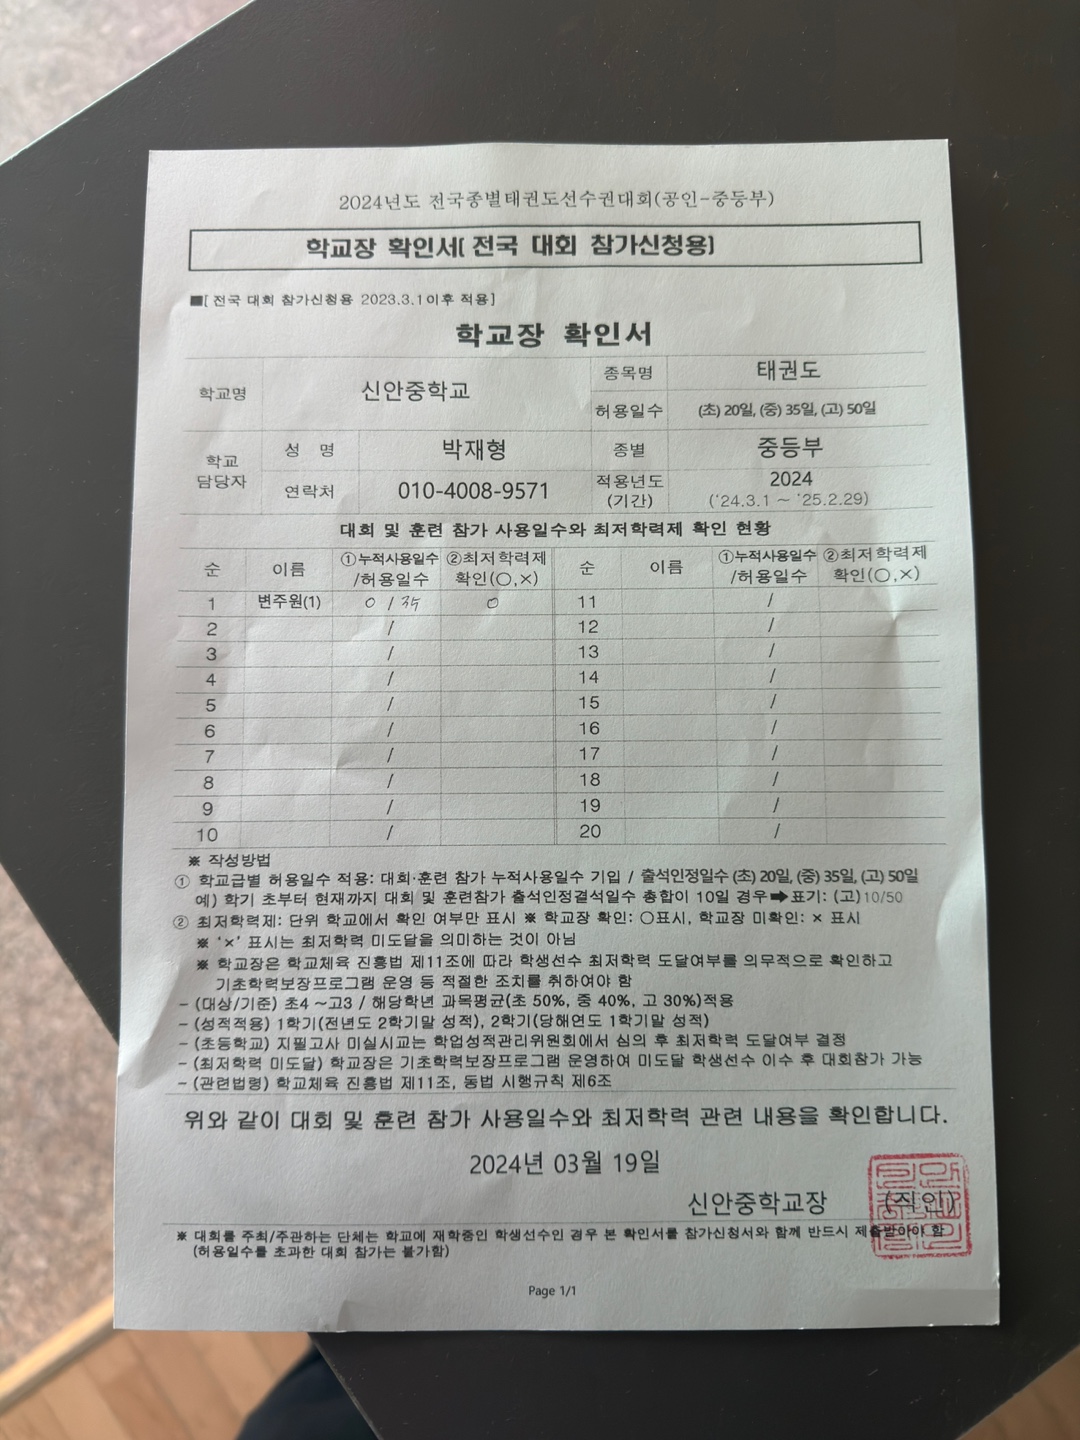 2024년도 전국종별태권도선수권대회(공인-중등부)
학교장 확인서[ 전국 대회 참가신청용]
■[ 전국 대회 참가신청용 2023.3.1이후 적용]
학교장 확인서
학교명 신안중학교 종목명 태권도
허용일수 (초) 20일, (중) 35일, (고) 50일
학교 담당자 성 명 박재형 종별 중등부
연락처 010-4008-9571 적용년도 (기간) 2024 ('24.3.1 ~ '25.2.29)
대회 및 훈련 참가 사용일수와 최저학력제 확인 현황
순 이름 ①누적사용일수 /허용일수 ②최저학력제 확인(○,×) 순 이름 ①누적사용일수 /허용일수 ②최저학력제 확인(○,×)
1 변주원(1) 0 / 35 ○ 11 /
2 / 12 /
3 / 13 /
4 / 14 /
5 / 15 /
6 / 16 /
7 / 17 /
8 / 18 /
9 / 19 /
10 / 20 /
※ 작성방법
① 학교급별 허용일수 적용: 대회·훈련 참가 누적사용일수 기입 / 출석인정일수 (초) 20일, (중) 35일, (고) 50일
예) 학기 초부터 현재까지 대회 및 훈련참가 출석인정결석일수 총합이 10일 경우➡표기: (고)10/50
② 최저학력제: 단위 학교에서 확인 여부만 표시 ※ 학교장 확인: ○표시, 학교장 미확인: × 표시
※ '×' 표시는 최저학력 미도달을 의미하는 것이 아님
※ 학교장은 학교체육 진흥법 제11조에 따라 학생선수 최저학력 도달여부를 의무적으로 확인하고
기초학력보장프로그램 운영 등 적절한 조치를 취하여야 함
- (대상/기준) 초4 ~고3 / 해당학년 과목평균(초 50%, 중 40%, 고 30%)적용
- (성적적용) 1학기(전년도 2학기말 성적), 2학기(당해연도 1학기말 성적)
- (초등학교) 지필고사 미실시교는 학업성적관리위원회에서 심의 후 최저학력 도달여부 결정
- (최저학력 미도달) 학교장은 기초학력보장프로그램 운영하여 미도달 학생선수 이수 후 대회참가 가능
- (관련법령) 학교체육 진흥법 제11조, 동법 시행규칙 제6조
위와 같이 대회 및 훈련 참가 사용일수와 최저학력 관련 내용을 확인합니다.
2024년 03월 19일
신안중학교장 (직인)
※ 대회를 주최/주관하는 단체는 학교에 재학중인 학생선수인 경우 본 확인서를 참가신청서와 함께 반드시 제출받아야 함
(허용일수를 초과한 대회 참가는 불가함)
Page 1/1